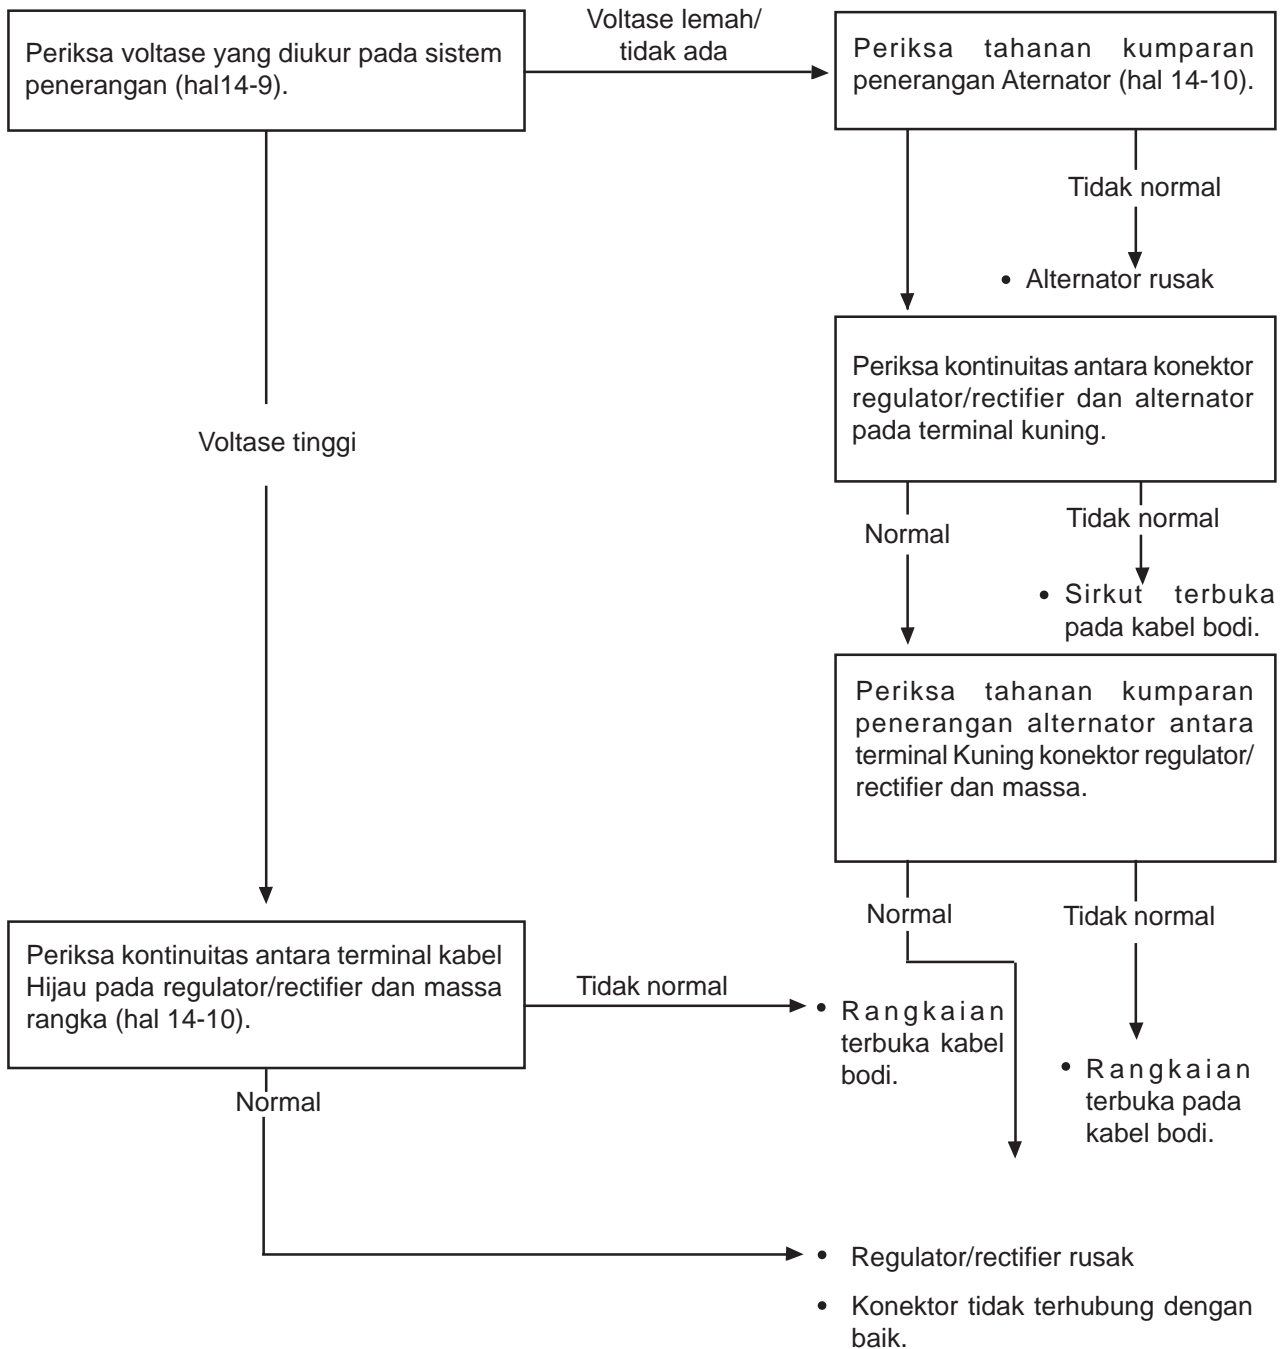 Periksa voltase yang diukur pada sistem
penerangan (hal14-9).
Voltase lemah/
tidak ada
Periksa tahanan kumparan
penerangan Aternator (hal 14-10).
Tidak normal
• Alternator rusak
Periksa kontinuitas antara konektor
regulator/rectifier dan alternator
pada terminal kuning.
Voltase tinggi
Normal
Tidak normal
• Sirkut terbuka
pada kabel bodi.
Periksa tahanan kumparan
penerangan alternator antara
terminal Kuning konektor regulator/
rectifier dan massa.
Normal
Tidak normal
Periksa kontinuitas antara terminal kabel
Hijau pada regulator/rectifier dan massa
rangka (hal 14-10).
Tidak normal
• Rangkaian
terbuka kabel
bodi.
• Rangkaian
terbuka pada
kabel bodi.
Normal
• Regulator/rectifier rusak
• Konektor tidak terhubung dengan
baik.